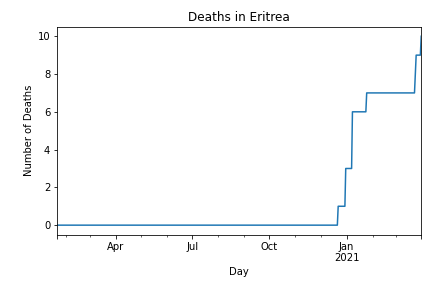 Deaths in Eritrea
10
8
6
4
2
0
Number of Deaths
Apr
Jul
Oct
Jan
2021
Day